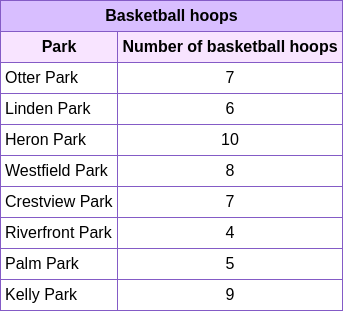 Basketball hoops
Park Number of basketball hoops
Otter Park 7
Linden Park 6
Heron Park 10
Westfield Park 8
Crestview Park 7
Riverfront Park 4
Palm Park 5
Kelly Park 9